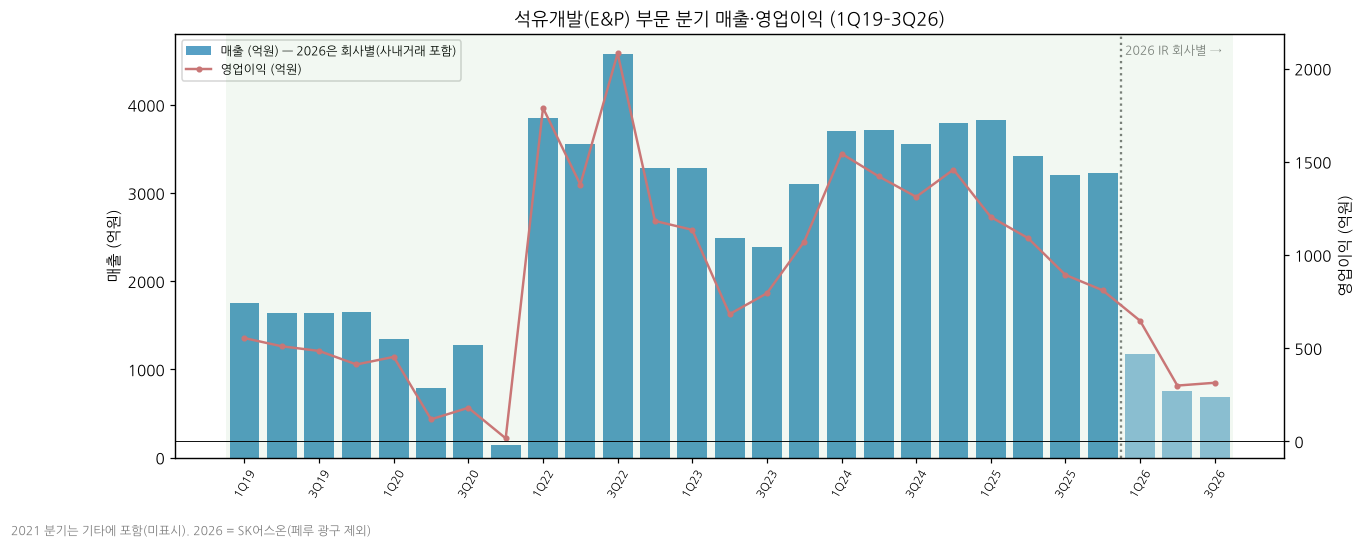 석유개발(E&P) 부문 분기 매출·영업이익 (1Q19-3Q26)
매출 (억원) — 2026은 회사별(사내거래 포함)
영업이익 (억원)
2026 IR 회사별 →
매출 (억원)
4000
3000
2000
1000
0
영업이익 (억원)
2000
1500
1000
500
0
1Q19
3Q19
1Q20
3Q20
1Q22
3Q22
1Q23
3Q23
1Q24
3Q24
1Q25
3Q25
1Q26
3Q26
2021 분기는 기타에 포함(미표시). 2026 = SK어스온(페루 광구 제외)